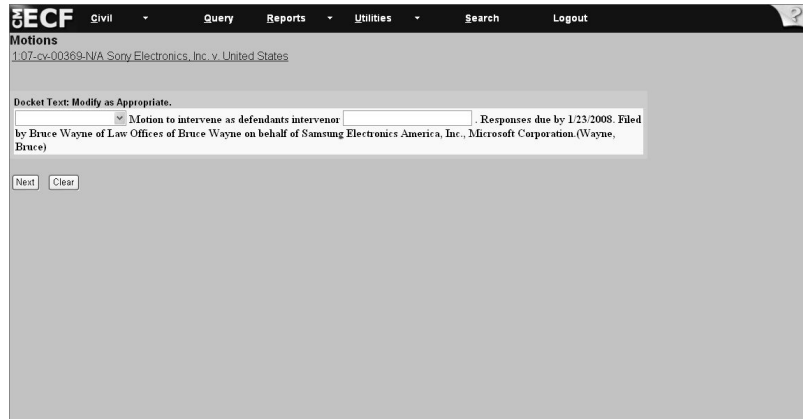 CM ECF Civil Query Reports Utilities Search Logout ?
Motions
1:07-cv-00369-N/A Sony Electronics, Inc. v. United States
Docket Text: Modify as Appropriate.
Motion to intervene as defendants intervenor . Responses due by 1/23/2008. Filed
by Bruce Wayne of Law Offices of Bruce Wayne on behalf of Samsung Electronics America, Inc., Microsoft Corporation.(Wayne,
Bruce)
Next Clear